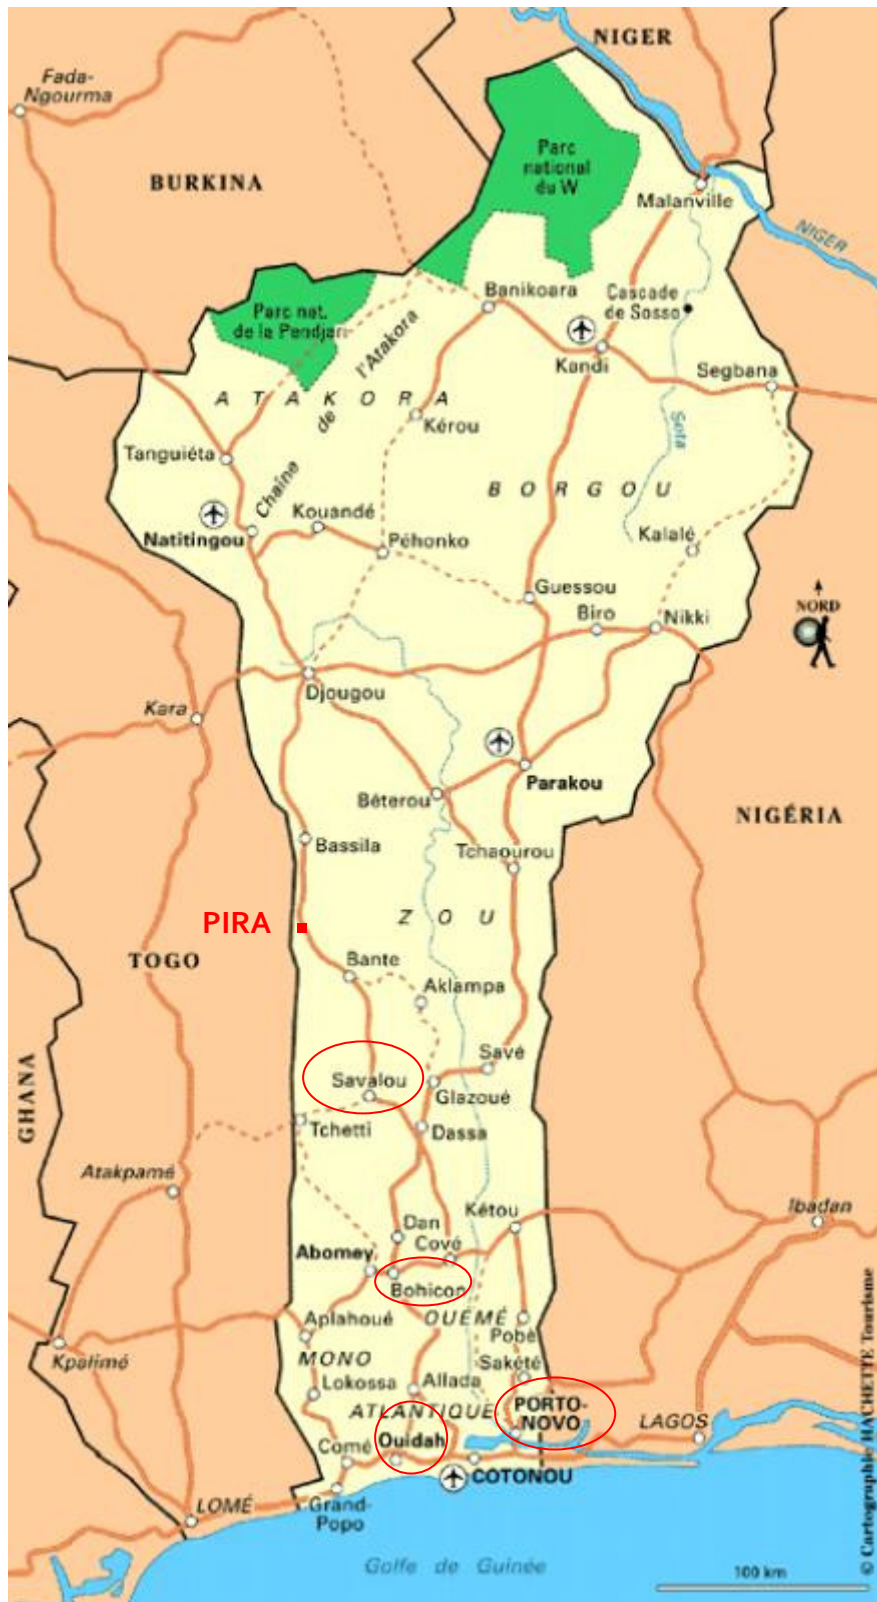 NIGER
Fada-
Ngourma
Parc
national
du W
BURKINA
Malanville
NIGER
Banikoara
Cascade
de Sosso
Parc nat.
de la Pendjari
l'Atakora
Kandi
Segbana
ATAKORA
de
Kérou
Sota
Tanguiéta
Chaîne
BORGOU
Kouandé
Natitingou
Péhonko
Kalalé
Guessou
NORD
Biro
Nikki
Djougou
Kara
Parakou
Béterou
NIGÉRIA
Bassila
Tchaourou
PIRA
ZOU
TOGO
Bante
Aklampa
Savé
Savalou
Glazoué
GHANA
Tchetti
Dassa
Atakpamé
Kétou
Ibadan
Dan
Cové
Abomey
Bohicon
Aplahoué
OUÉMÉ
Pobé
Kpalimé
MONO
Sakété
Lokossa
Allada
PORTO-
NOVO
ATLANTIQUE
LAGOS
Ouidah
Comé
COTONOU
LOMÉ
Grand-
Popo
Golfe de Guinée
100 km
© Cartographie HACHETTE Tourisme